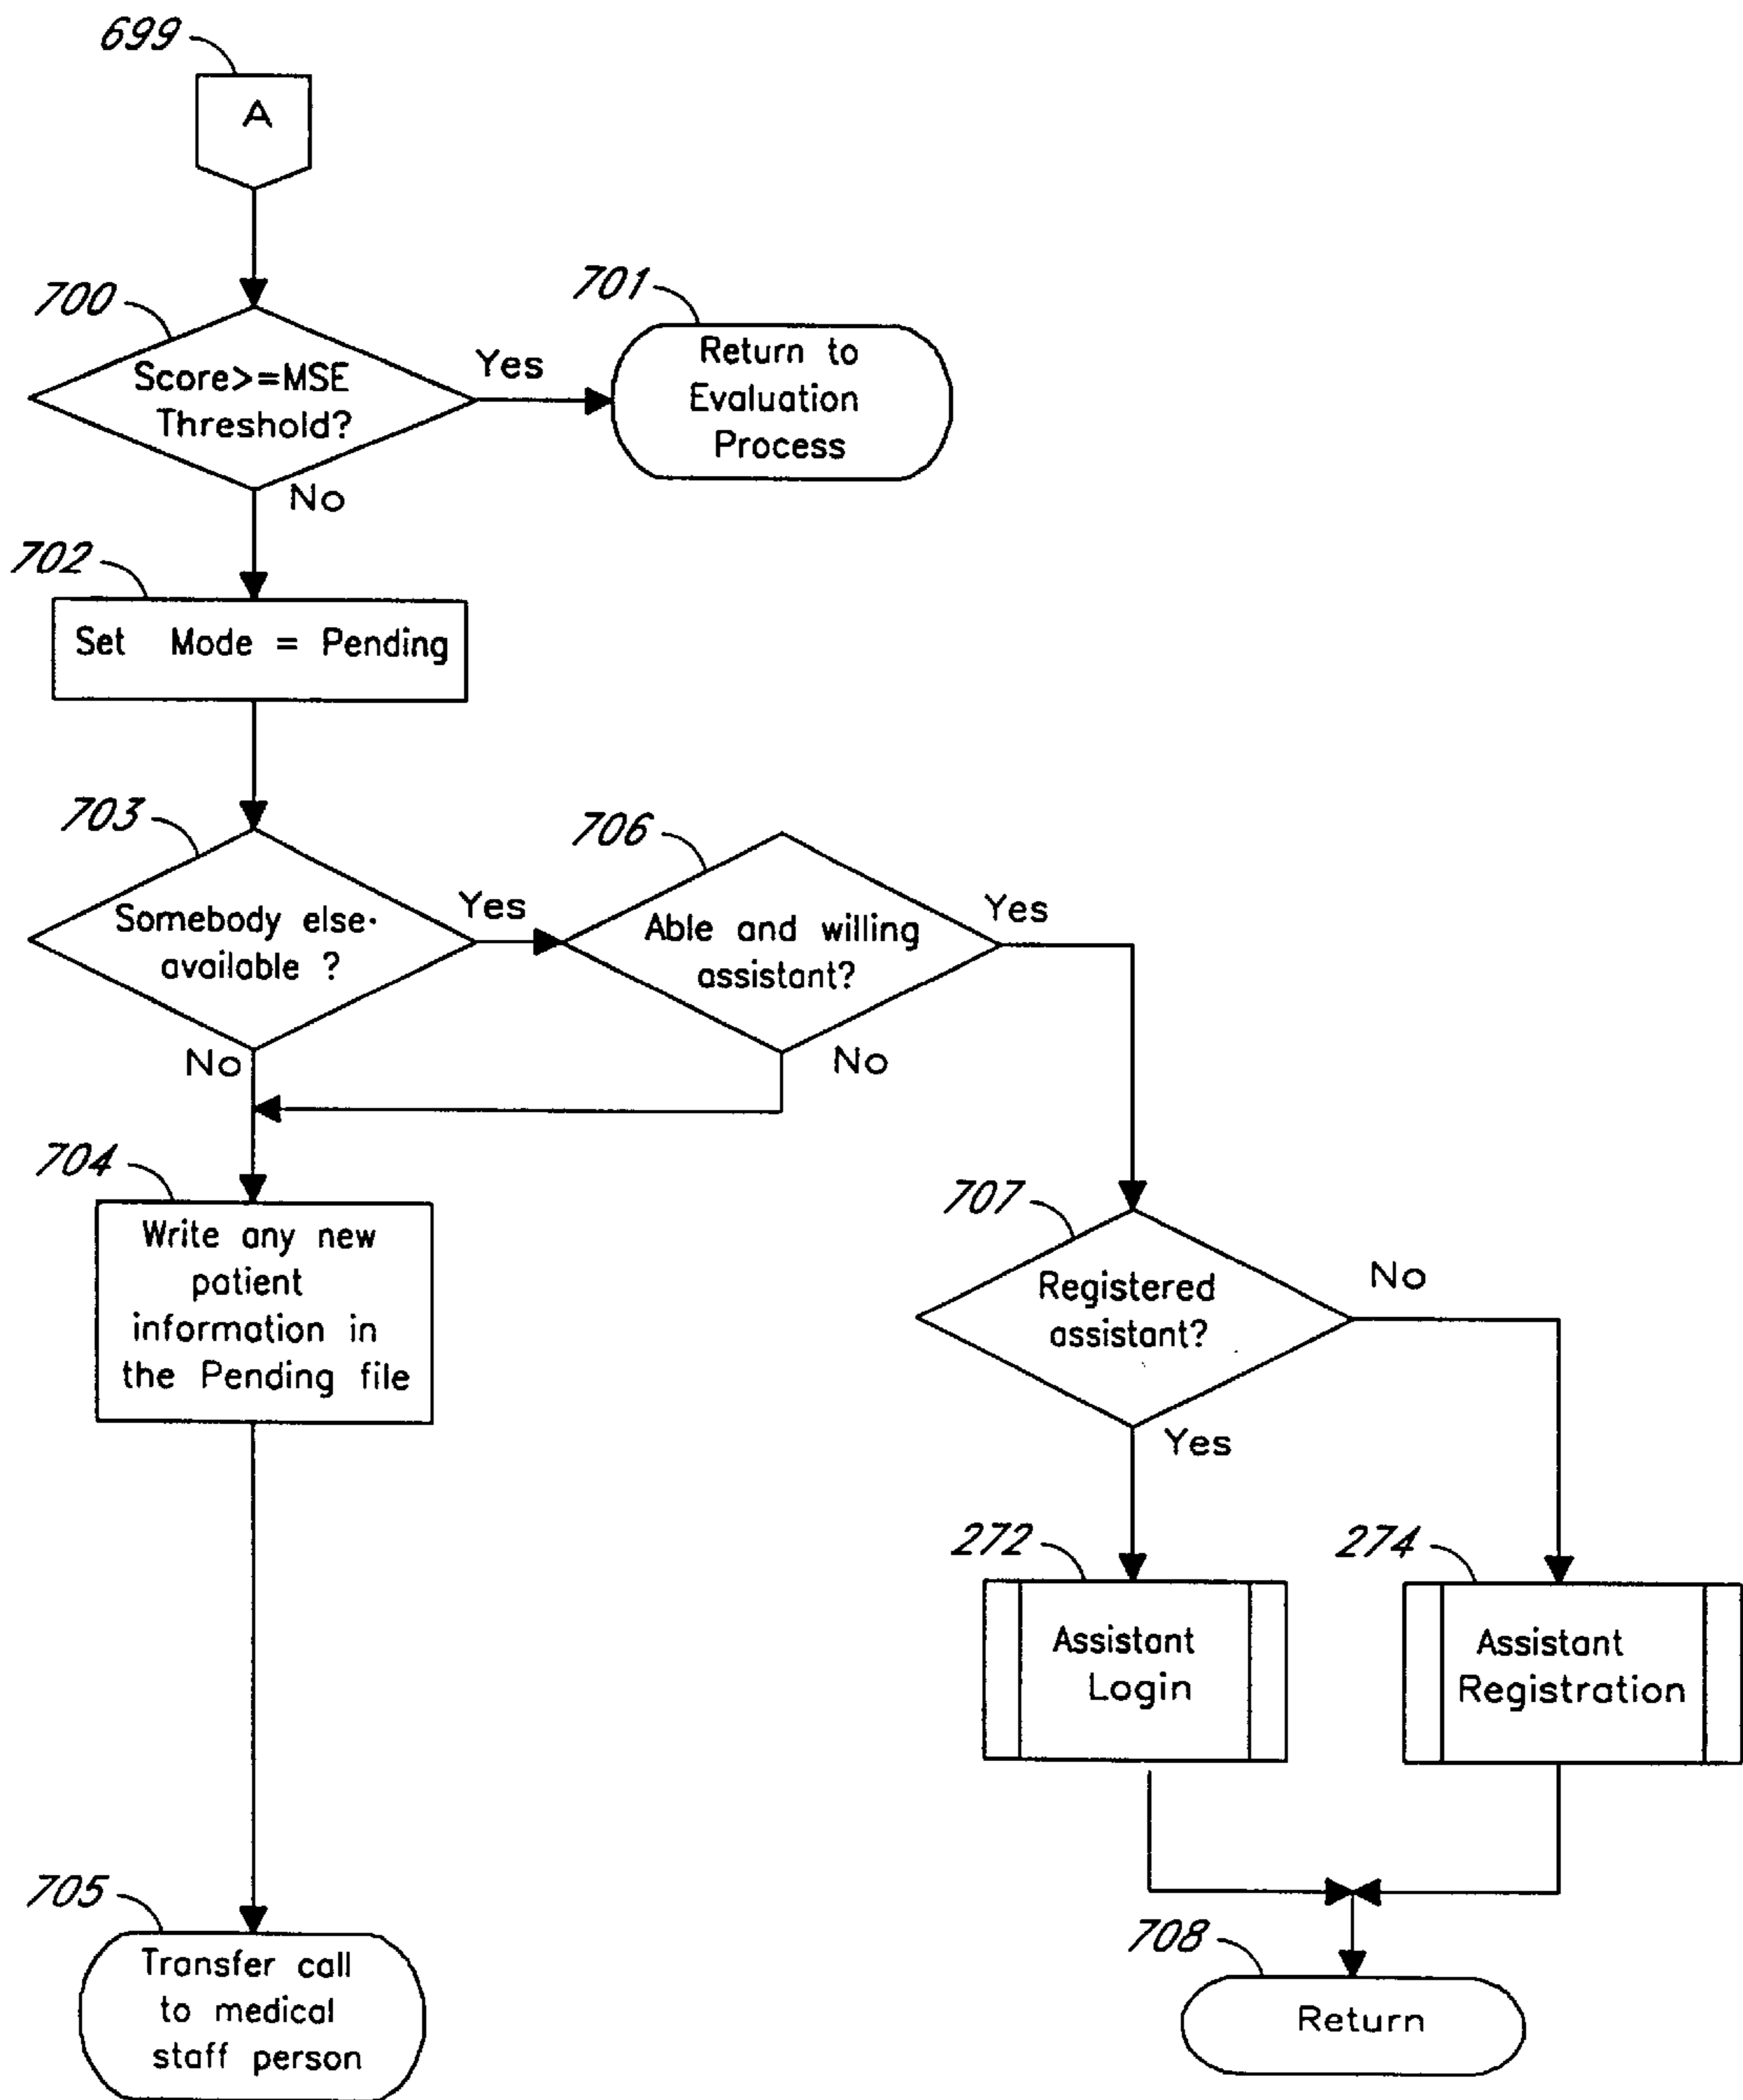 699
A
700
Score>=MSE
Threshold?
Yes
No
701
Return to
Evaluation
Process
702
Set Mode = Pending
703
Somebody else
available ?
Yes
No
706
Able and willing
assistant?
Yes
No
704
Write any new
patient
information in
the Pending file
707
Registered
assistant?
No
Yes
272
Assistant
Login
274
Assistant
Registration
705
Transfer call
to medical
staff person
708
Return